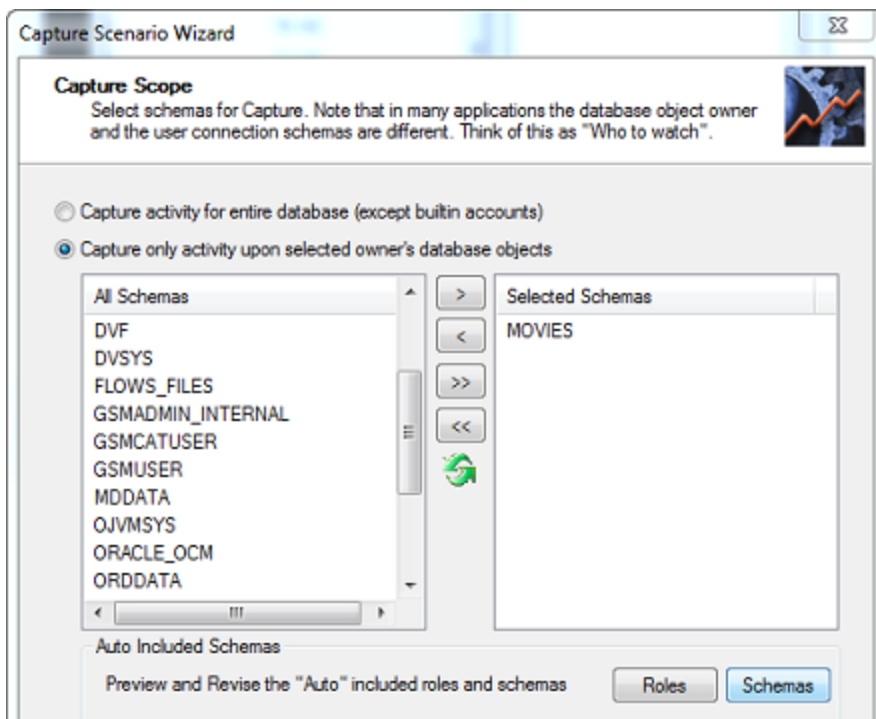 Capture Scenario Wizard
Capture Scope
Select schemas for Capture. Note that in many applications the database object owner
and the user connection schemas are different. Think of this as "Who to watch".
Capture activity for entire database (except builtin accounts)
Capture only activity upon selected owner's database objects
All Schemas
DVF
DVSYS
FLOWS_FILES
GSMADMIN_INTERNAL
GSMCATUSER
GSMUSER
MDDATA
OJVMSYS
ORACLE_OCM
ORDDATA
>
<
>>
<<
Selected Schemas
MOVIES
Auto Included Schemas
Preview and Revise the "Auto" included roles and schemas
Roles
Schemas